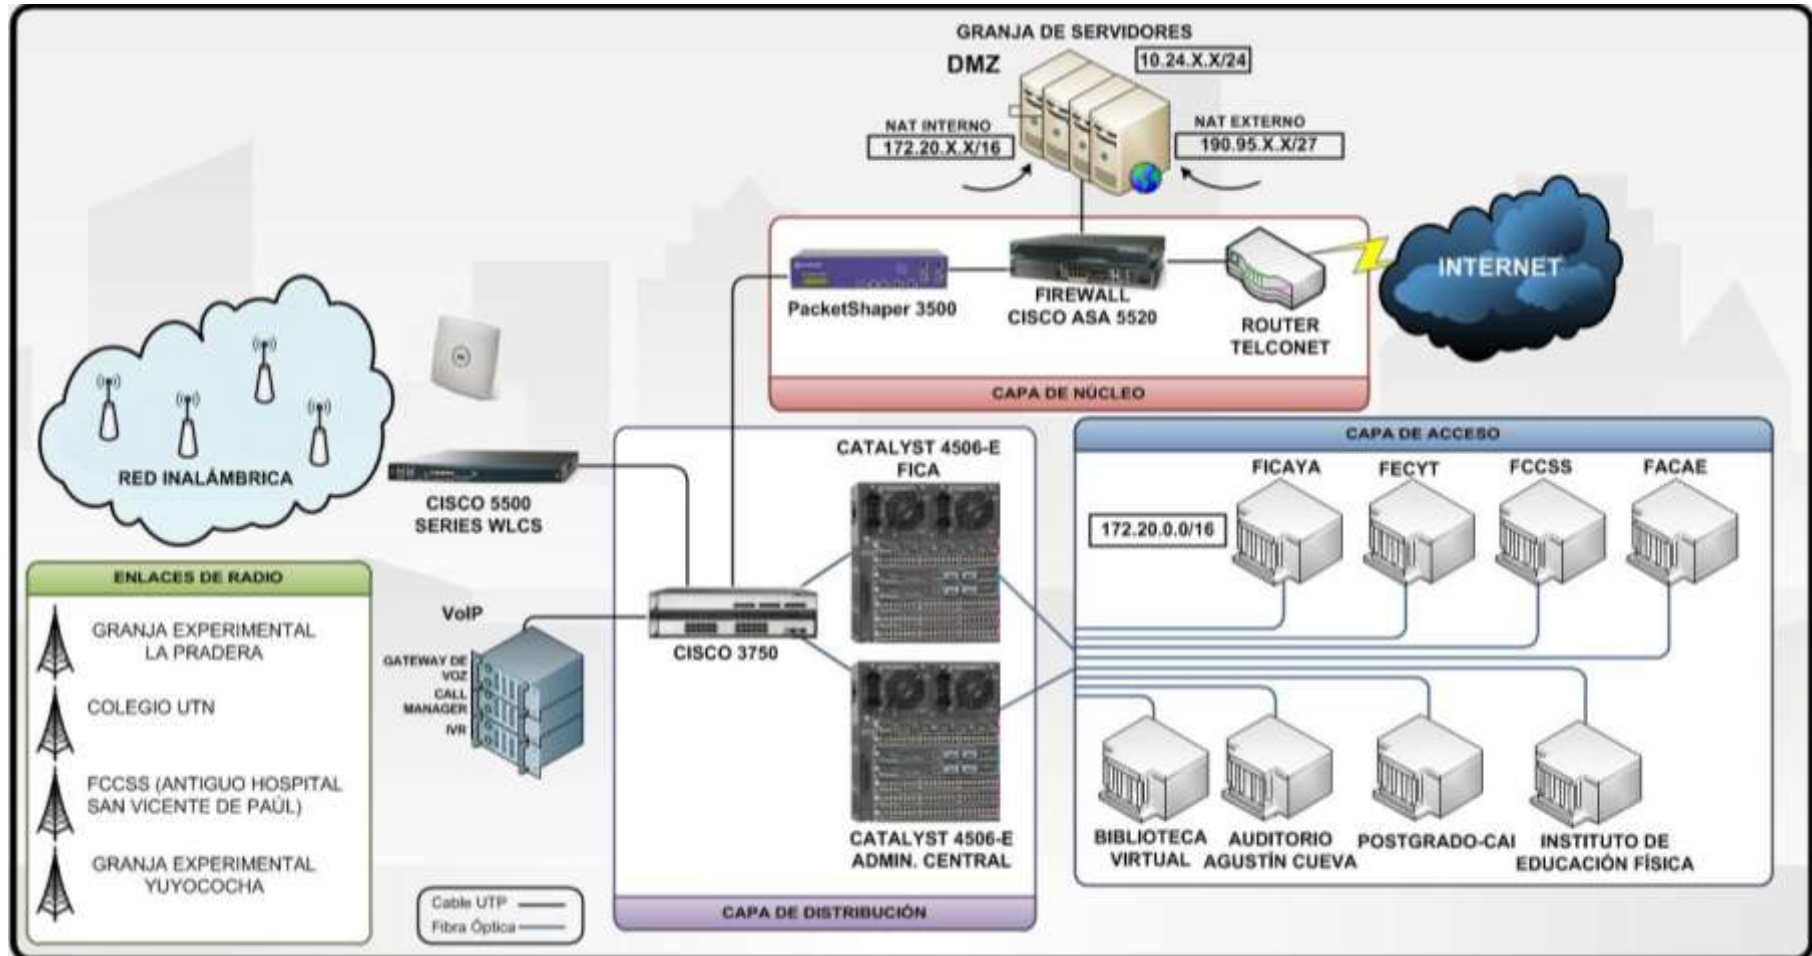 GRANJA DE SERVIDORES
DMZ
10.24.X.X/24
NAT INTERNO
172.20.X.X/16
NAT EXTERNO
190.95.X.X/27
PacketShaper 3500
FIREWALL
CISCO ASA 5520
ROUTER
TELCONET
INTERNET
CAPA DE NÚCLEO
RED INALÁMBRICA
CISCO 5500
SERIES WLCS
ENLACES DE RADIO
GRANJA EXPERIMENTAL
LA PRADERA
COLEGIO UTN
FCCSS (ANTIGUO HOSPITAL
SAN VICENTE DE PAÚL)
GRANJA EXPERIMENTAL
YUYOCOCHA
VoIP
GATEWAY DE
VOZ
CALL
MANAGER
IVR
Cable UTP
Fibra Óptica
CATALYST 4506-E
FICA
CISCO 3750
CATALYST 4506-E
ADMIN. CENTRAL
CAPA DE DISTRIBUCIÓN
CAPA DE ACCESO
FICAYA
FECYT
FCCSS
FACAE
172.20.0.0/16
BIBLIOTECA
VIRTUAL
AUDITORIO
AGUSTÍN CUEVA
POSTGRADO-CAI
INSTITUTO DE
EDUCACIÓN FÍSICA